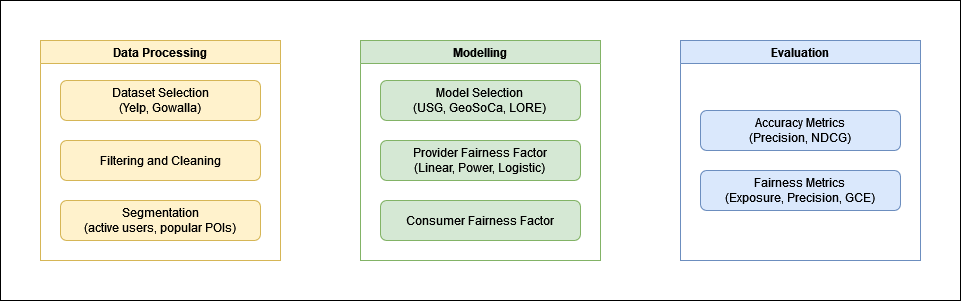 Data Processing
Dataset Selection
(Yelp, Gowalla)
Filtering and Cleaning
Segmentation
(active users, popular POIs)
Modelling
Model Selection
(USG, GeoSoCa, LORE)
Provider Fairness Factor
(Linear, Power, Logistic)
Consumer Fairness Factor
Evaluation
Accuracy Metrics
(Precision, NDCG)
Fairness Metrics
(Exposure, Precision, GCE)